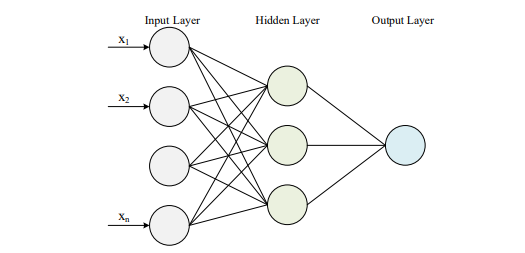 Input Layer
Hidden Layer
Output Layer
x₁
x₂
xₙ